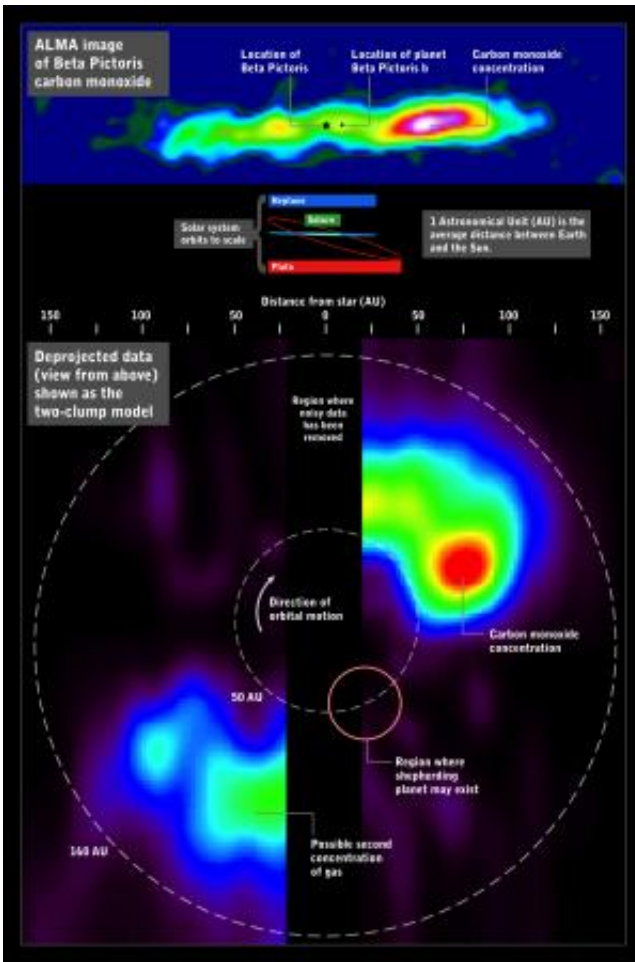 ALMA image
of Beta Pictoris
carbon monoxide
Location of
Beta Pictoris
Location of planet
Beta Pictoris b
Carbon monoxide
concentration
Solar system
orbits to scale
Neptune
Saturn
Pluto
1 Astronomical Unit (AU) is the
average distance between Earth
and the Sun.
Distance from star (AU)
150 100 50 0 50 100 150
Deprojected data
(view from above)
shown as the
two-clump model
Region where
noisy data
has been
removed
Direction of
orbital motion
Carbon monoxide
concentration
50 AU
Region where
shepherding
planet may exist
Possible second
concentration
of gas
160 AU